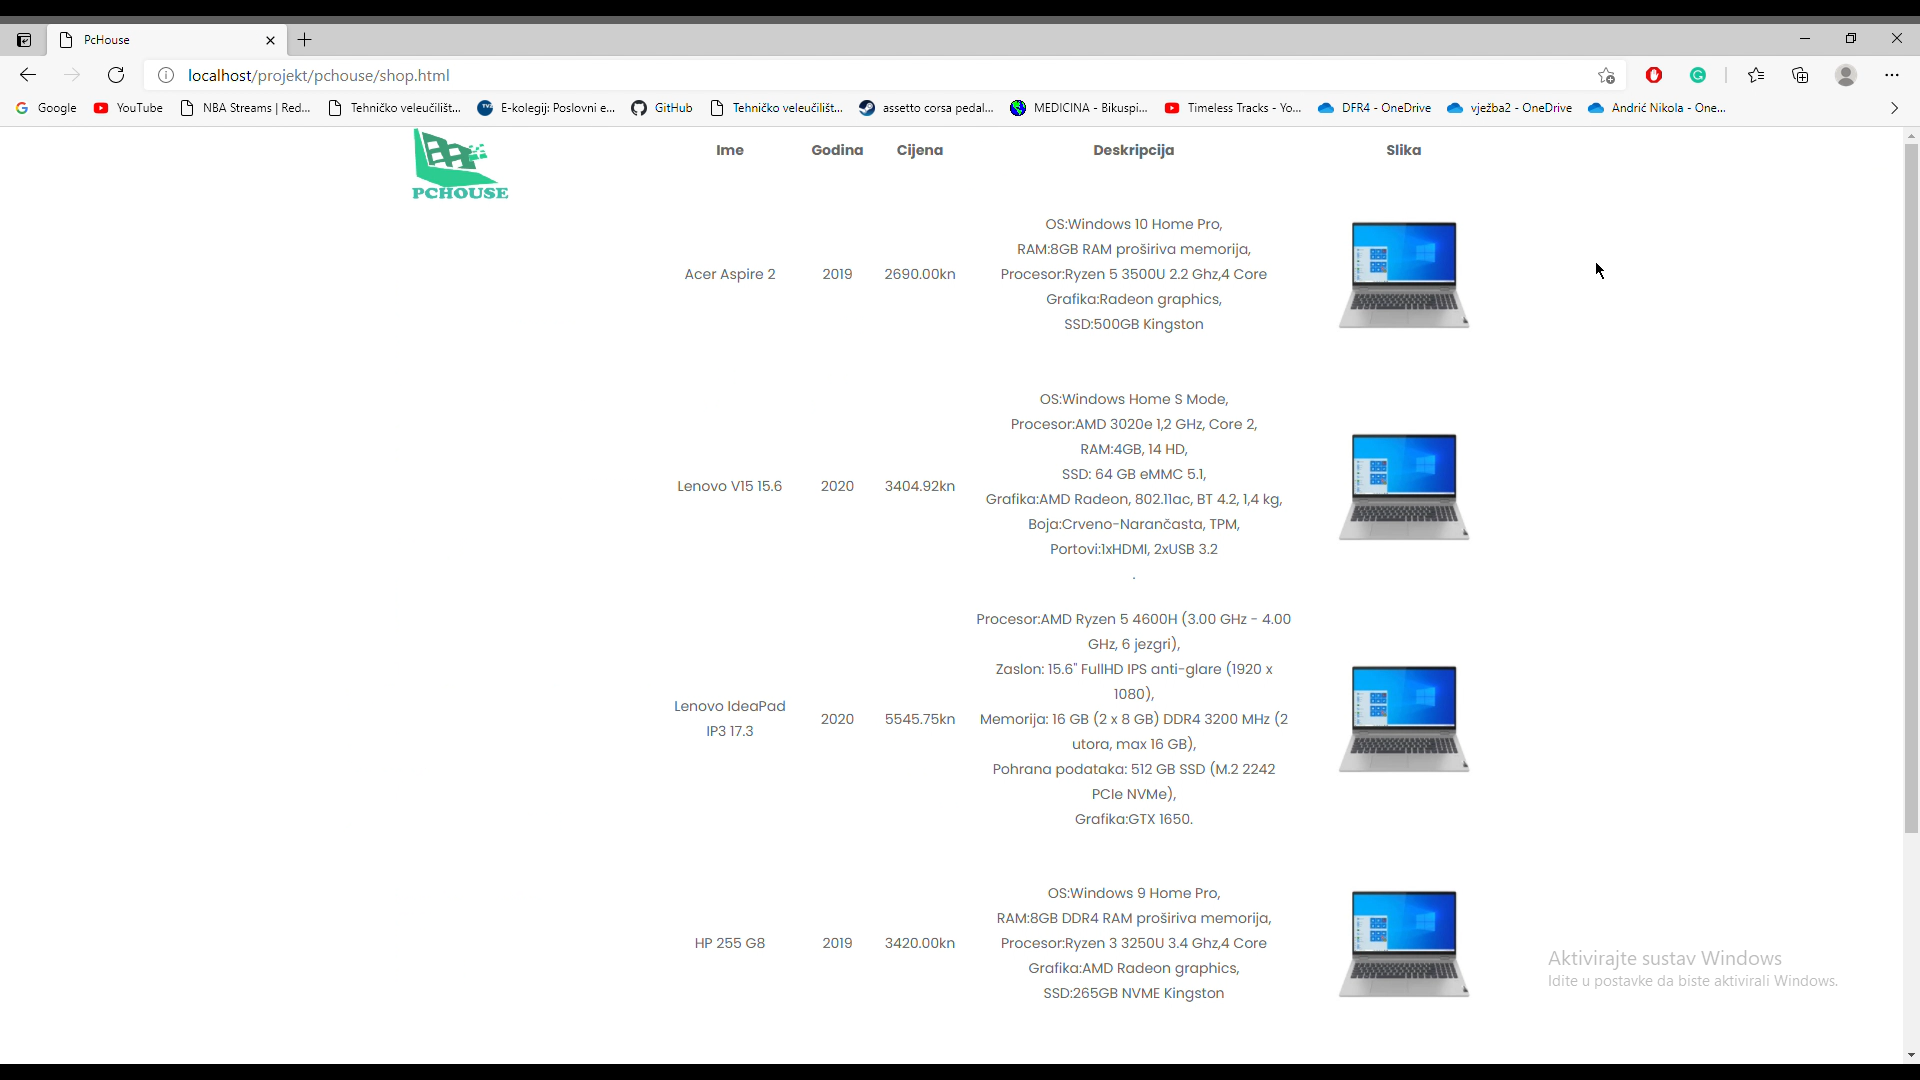 PcHouse
localhost/projekt/pchouse/shop.html
Google
YouTube
NBA Streams | Red...
Tehničko veleučilišt...
E-kolegij: Poslovni e...
GitHub
Tehničko veleučilišt...
assetto corsa pedal...
MEDICINA - Bikuspi...
Timeless Tracks - Yo...
DFR4 - OneDrive
vježba2 - OneDrive
Andrić Nikola - One...
PCHOUSE
Ime
Godina
Cijena
Deskripcija
Slika
Acer Aspire 2
2019
2690.00kn
OS:Windows 10 Home Pro,
RAM:8GB RAM proširiva memorija,
Procesor:Ryzen 5 3500U 2.2 Ghz,4 Core
Grafika:Radeon graphics,
SSD:500GB Kingston
Lenovo V15 15.6
2020
3404.92kn
OS:Windows Home S Mode,
Procesor:AMD 3020e 1,2 GHz, Core 2,
RAM:4GB, 14 HD,
SSD: 64 GB eMMC 5.1,
Grafika:AMD Radeon, 802.11ac, BT 4.2, 1,4 kg,
Boja:Crveno-Narančasta, TPM,
Portovi:1xHDMI, 2xUSB 3.2
.
Lenovo IdeaPad
IP3 17.3
2020
5545.75kn
Procesor:AMD Ryzen 5 4600H (3.00 GHz - 4.00
GHz, 6 jezgri),
Zaslon: 15.6" FullHD IPS anti-glare (1920 x
1080),
Memorija: 16 GB (2 x 8 GB) DDR4 3200 MHz (2
utora, max 16 GB),
Pohrana podataka: 512 GB SSD (M.2 2242
PCIe NVMe),
Grafika:GTX 1650.
HP 255 G8
2019
3420.00kn
OS:Windows 9 Home Pro,
RAM:8GB DDR4 RAM proširiva memorija,
Procesor:Ryzen 3 3250U 3.4 Ghz,4 Core
Grafika:AMD Radeon graphics,
SSD:265GB NVME Kingston
Aktivirajte sustav Windows
Idite u postavke da biste aktivirali Windows.